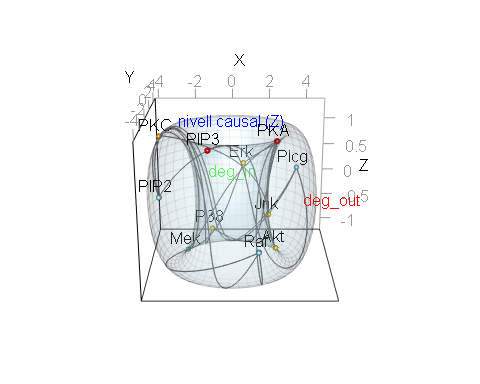 X
Y
-4 -2 0 2 4
nivell causal (Z)
PKC
PIP3
PKA
Erk
Plcg
deg_in
PIP2
deg_out
Jnk
P38
Mek
Raf
Akt
1
0.5
0
Z
-0.5
-1